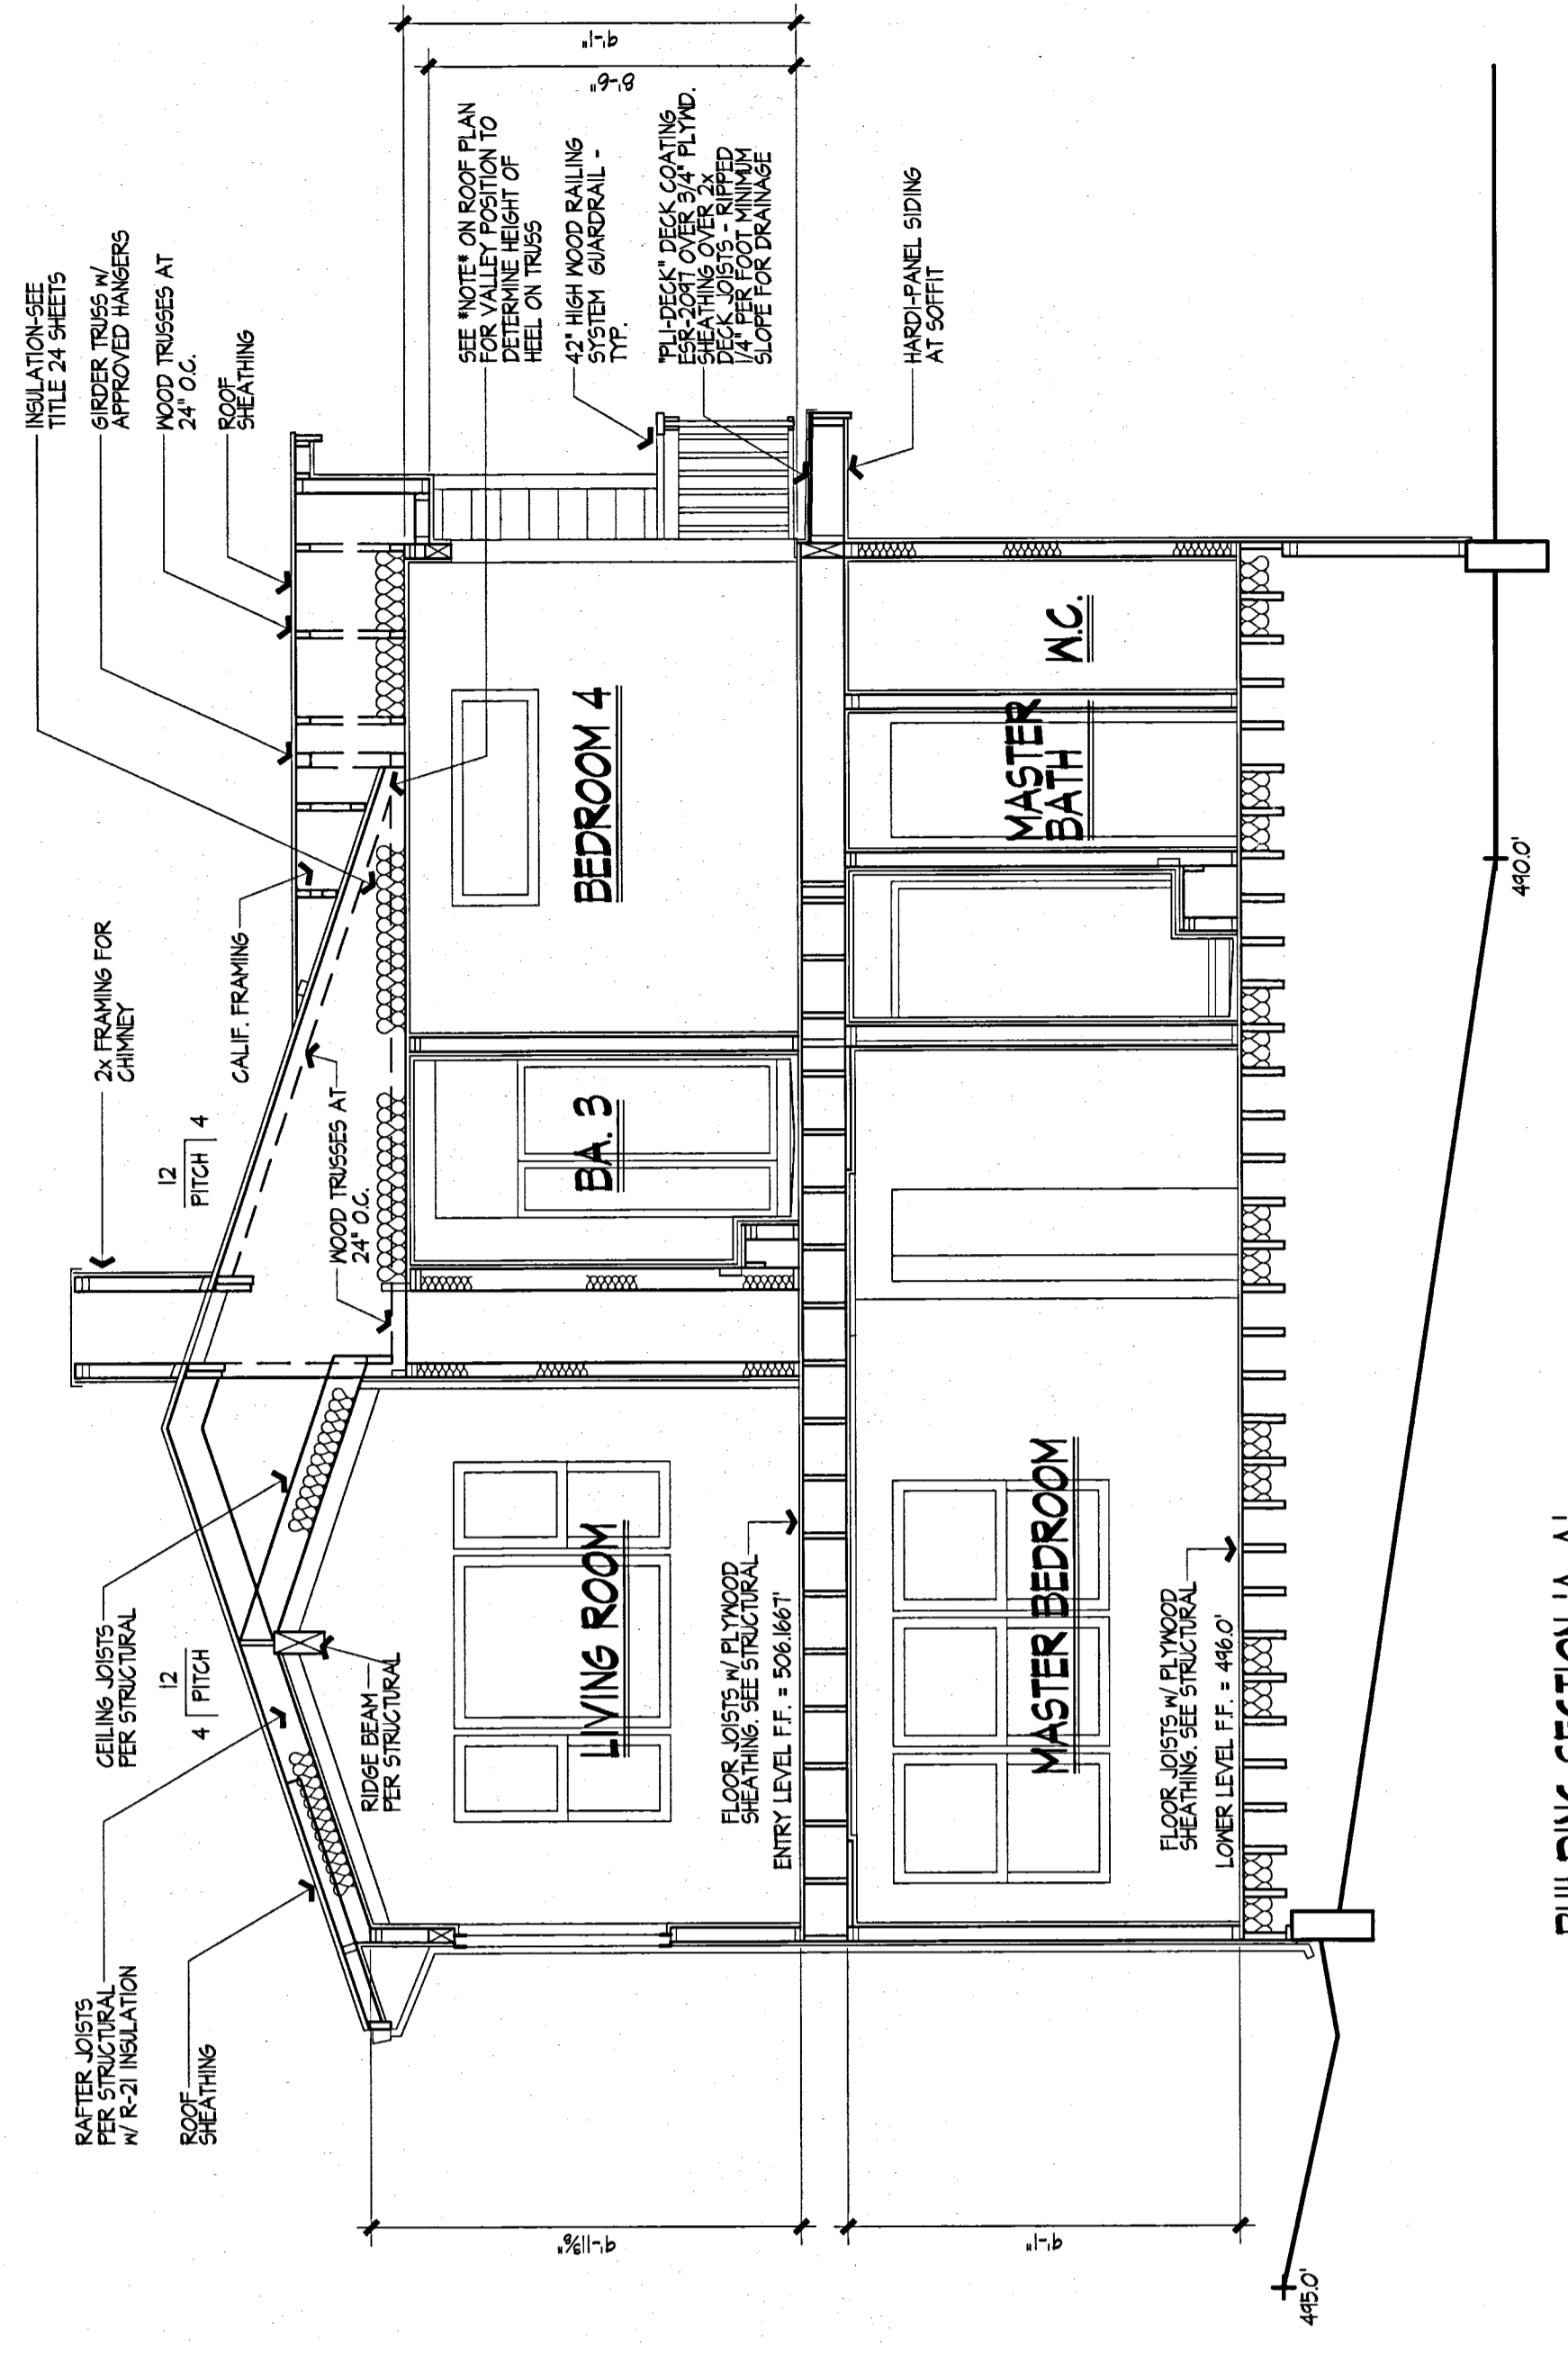 INSULATION-SEE
TITLE 24 SHEETS
GIRDER TRUSS W/
APPROVED HANGERS
WOOD TRUSSES AT
24" O.C.
ROOF
SHEATHING
2x FRAMING FOR
CHIMNEY
CALIF. FRAMING
12
PITCH 4
WOOD TRUSSES AT
24" O.C.
CEILING JOISTS
PER STRUCTURAL
12
4 PITCH
RAFTER JOISTS
PER STRUCTURAL
W/ R-21 INSULATION
ROOF
SHEATHING
RIDGE BEAM
PER STRUCTURAL
SEE *NOTE* ON ROOF PLAN
FOR VALLEY POSITION TO
DETERMINE HEIGHT OF
HEEL ON TRUSS
42" HIGH WOOD RAILING
SYSTEM GUARDRAIL -
TYP.
"PLI-DECK" DECK COATING
ESR-2097 OVER 3/4" PLYWD.
SHEATHING OVER 2x
DECK JOISTS - RIPPED
1/4" PER FOOT MINIMUM
SLOPE FOR DRAINAGE
HARDI-PANEL SIDING
AT SOFFIT
9'-1"
8'-6"
LIVING ROOM
BA. 3
BEDROOM 4
FLOOR JOISTS W/ PLYWOOD
SHEATHING. SEE STRUCTURAL
ENTRY LEVEL F.F. = 506.1667'
MASTER BEDROOM
MASTER
BATH
W.C.
FLOOR JOISTS W/ PLYWOOD
SHEATHING. SEE STRUCTURAL
LOWER LEVEL F.F. = 496.0'
9'-11 3/8"
9'-1"
495.0'
490.0'
BUILDING SECTION 'A-A'